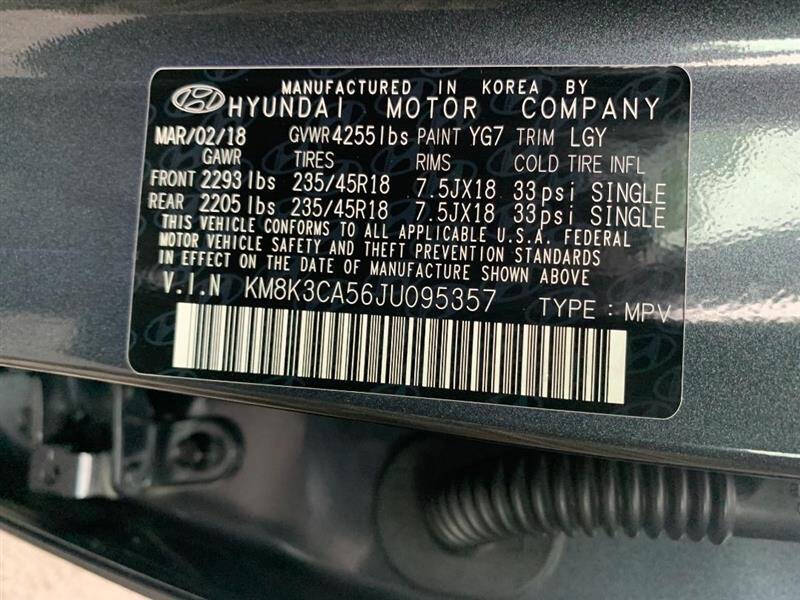 MANUFACTURED IN KOREA BY
HYUNDAI MOTOR COMPANY
MAR/02/18 GVWR4255lbs PAINT YG7 TRIM LGY
GAWR TIRES RIMS COLD TIRE INFL
FRONT 2293lbs 235/45R18 7.5JX18 33psi SINGLE
REAR 2205lbs 235/45R18 7.5JX18 33psi SINGLE
THIS VEHICLE CONFORMS TO ALL APPLICABLE U.S.A. FEDERAL
MOTOR VEHICLE SAFETY AND THEFT PREVENTION STANDARDS
IN EFFECT ON THE DATE OF MANUFACTURE SHOWN ABOVE
V.I.N KM8K3CA56JU095357 TYPE : MPV